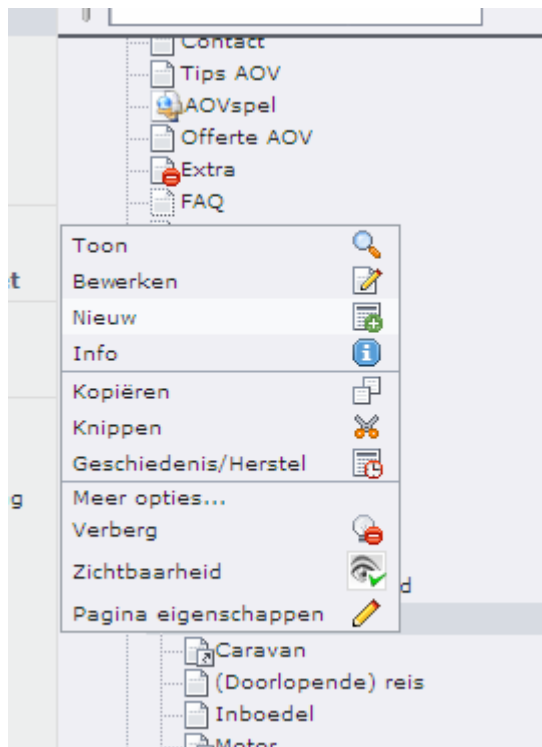 Contact
Tips AOV
AOVspel
Offerte AOV
Extra
FAQ
Toon
t
Bewerken
Nieuw
Info
Kopiëren
Knippen
Geschiedenis/Herstel
g
Meer opties...
Verberg
Zichtbaarheid
d
Pagina eigenschappen
Caravan
(Doorlopende) reis
Inboedel
Motor